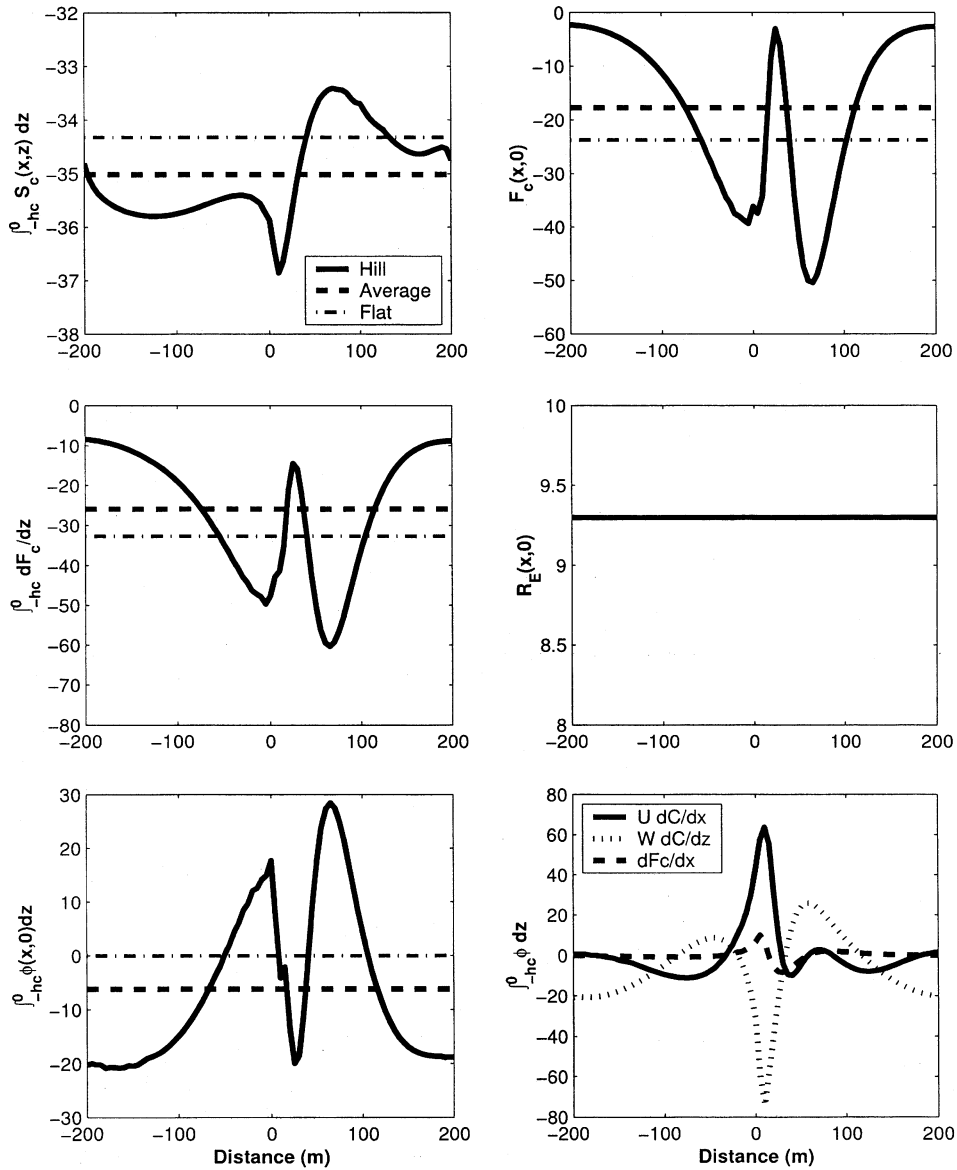 −32
−33
−34
−35
−36
−37
−38
∫⁰₋hc S_c(x,z) dz
Hill
Average
Flat
−200 −100 0 100 200
0
−10
−20
−30
−40
−50
−60
F_c(x,0)
−200 −100 0 100 200
0
−10
−20
−30
−40
−50
−60
−70
−80
∫⁰₋hc dF_c/dz
−200 −100 0 100 200
10
9.5
9
8.5
8
R_E(x,0)
−200 −100 0 100 200
30
20
10
0
−10
−20
−30
∫⁰₋hc ϕ(x,0)dz
−200 −100 0 100 200
Distance (m)
80
60
40
20
0
−20
−40
−60
−80
∫⁰₋hc ϕ dz
U dC/dx
W dC/dz
dFc/dx
−200 −100 0 100 200
Distance (m)